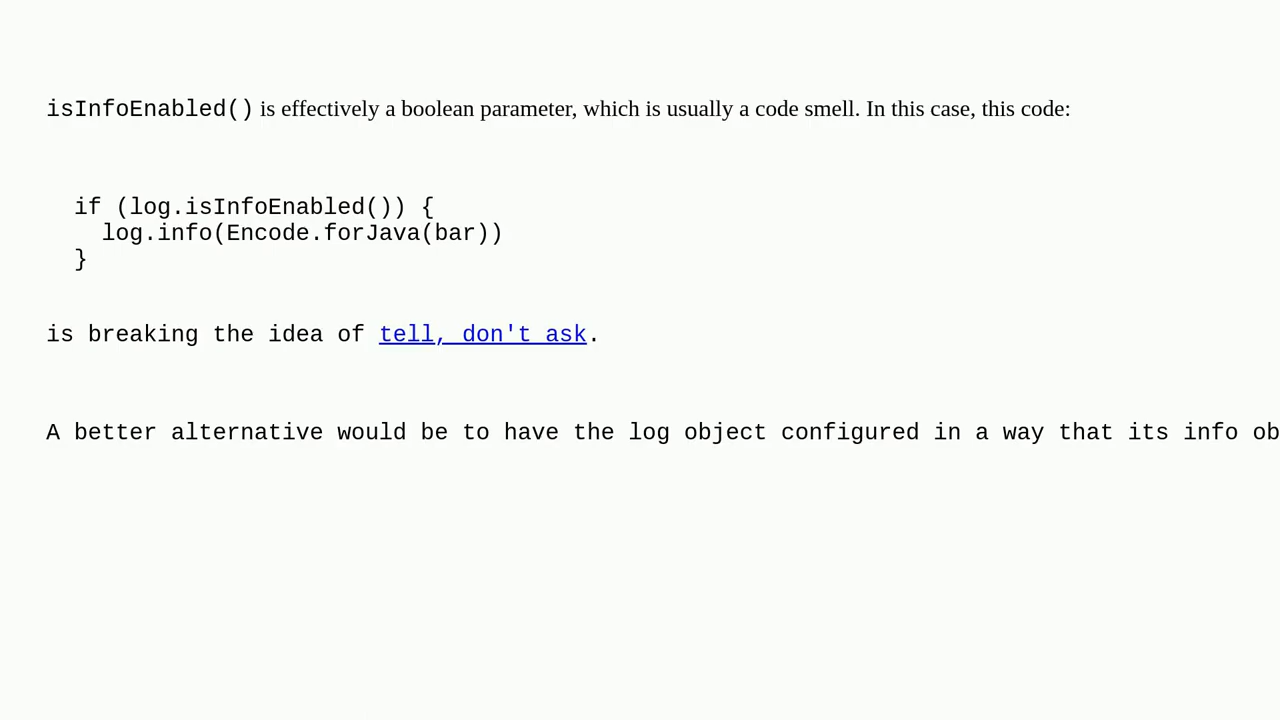 isInfoEnabled() is effectively a boolean parameter, which is usually a code smell. In this case, this code:
if (log.isInfoEnabled()) {
log.info(Encode.forJava(bar))
}
is breaking the idea of tell, don't ask.
A better alternative would be to have the log object configured in a way that its info ob